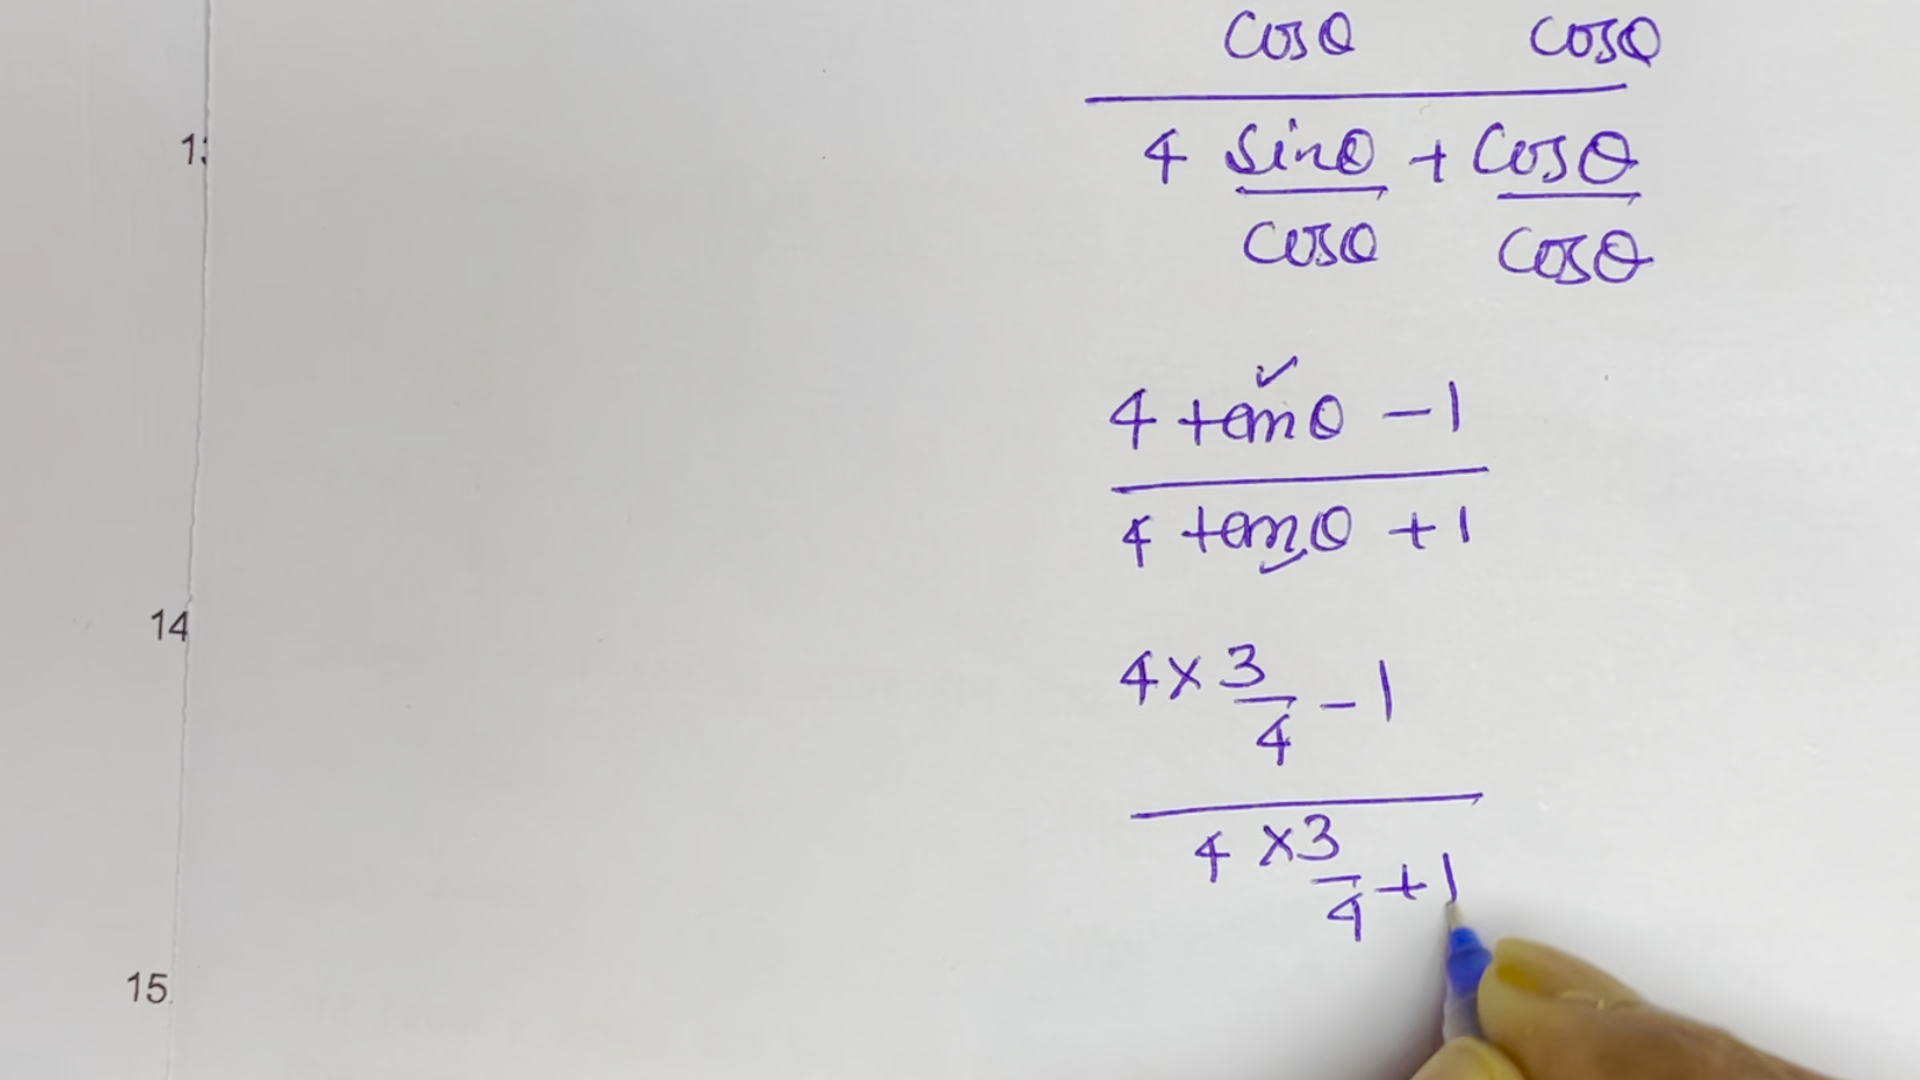 cosθ cosθ
4 sinθ + cosθ
cosθ cosθ
4 tanθ - 1
4 tanθ + 1
4 × 3/4 - 1
4 × 3/4 + 1
14
15